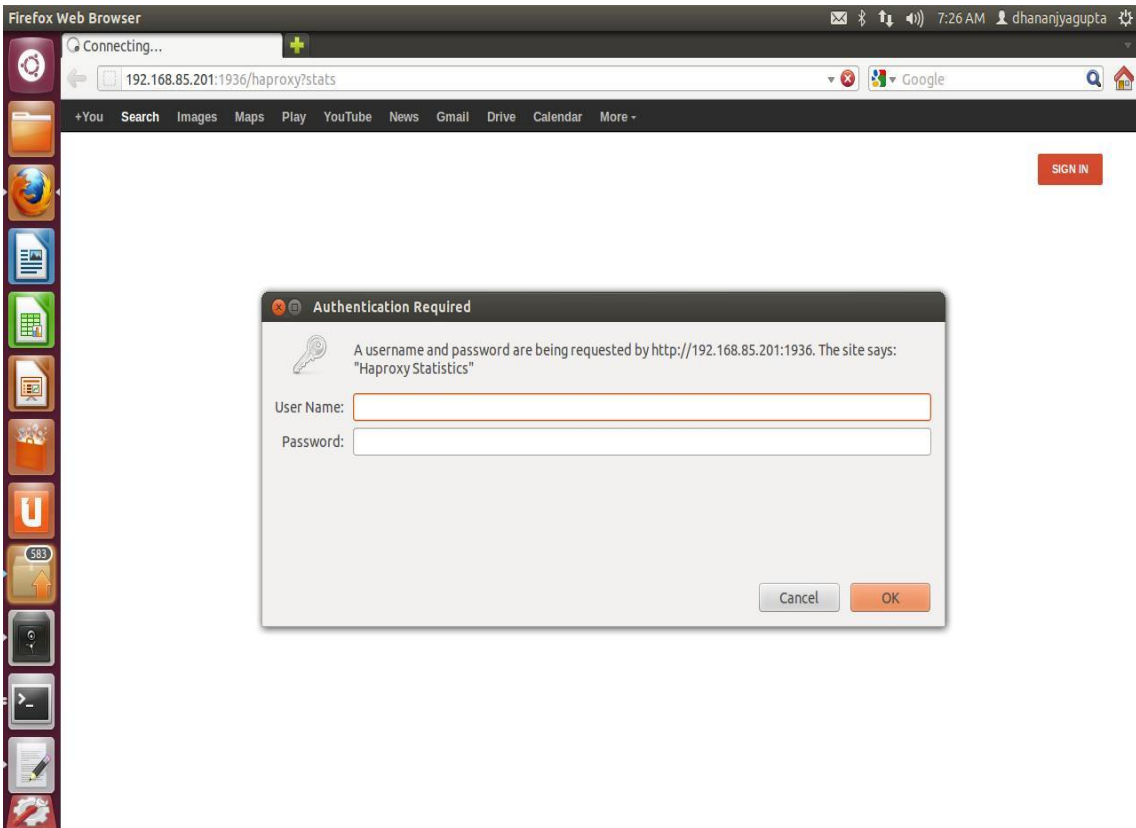 Firefox Web Browser
7:26 AM dhananjyagupta
Connecting...
192.168.85.201:1936/haproxy?stats
Google
+You Search Images Maps Play YouTube News Gmail Drive Calendar More
SIGN IN
Authentication Required
A username and password are being requested by http://192.168.85.201:1936. The site says:
"Haproxy Statistics"
User Name:
Password:
583
Cancel OK